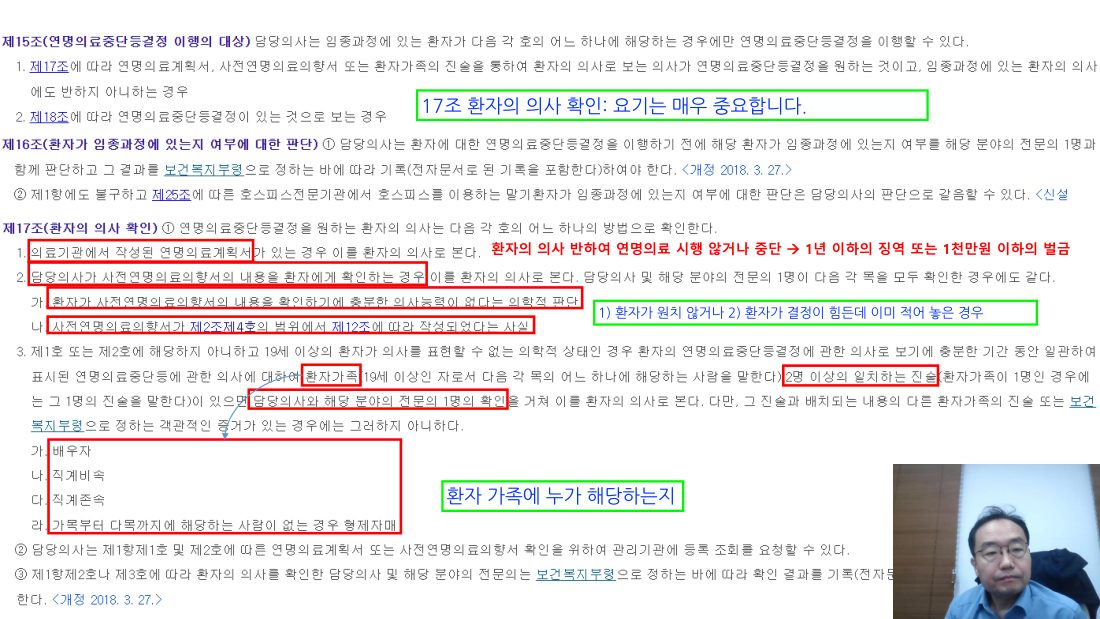 제15조(연명의료중단등결정 이행의 대상) 담당의사는 임종과정에 있는 환자가 다음 각 호의 어느 하나에 해당하는 경우에만 연명의료중단등결정을 이행할 수 있다.
1. 제17조에 따라 연명의료계획서, 사전연명의료의향서 또는 환자가족의 진술을 통하여 환자의 의사로 보는 의사가 연명의료중단등결정을 원하는 것이고, 임종과정에 있는 환자의 의사
에도 반하지 아니하는 경우
17조 환자의 의사 확인: 요기는 매우 중요합니다.
2. 제18조에 따라 연명의료중단등결정이 있는 것으로 보는 경우
제16조(환자가 임종과정에 있는지 여부에 대한 판단) ① 담당의사는 환자에 대한 연명의료중단등결정을 이행하기 전에 해당 환자가 임종과정에 있는지 여부를 해당 분야의 전문의 1명과
함께 판단하고 그 결과를 보건복지부령으로 정하는 바에 따라 기록(전자문서로 된 기록을 포함한다)하여야 한다. <개정 2018. 3. 27.>
② 제1항에도 불구하고 제25조에 따른 호스피스전문기관에서 호스피스를 이용하는 말기환자가 임종과정에 있는지 여부에 대한 판단은 담당의사의 판단으로 갈음할 수 있다. <신설
제17조(환자의 의사 확인) ① 연명의료중단등결정을 원하는 환자의 의사는 다음 각 호의 어느 하나의 방법으로 확인한다.
1. 의료기관에서 작성된 연명의료계획서가 있는 경우 이를 환자의 의사로 본다. 환자의 의사 반하여 연명의료 시행 않거나 중단 → 1년 이하의 징역 또는 1천만원 이하의 벌금
2. 담당의사가 사전연명의료의향서의 내용을 환자에게 확인하는 경우 이를 환자의 의사로 본다. 담당의사 및 해당 분야의 전문의 1명이 다음 각 목을 모두 확인한 경우에도 같다.
가. 환자가 사전연명의료의향서의 내용을 확인하기에 충분한 의사능력이 없다는 의학적 판단
1) 환자가 원치 않거나 2) 환자가 결정이 힘든데 이미 적어 놓은 경우
나. 사전연명의료의향서가 제2조제4호의 범위에서 제12조에 따라 작성되었다는 사실
3. 제1호 또는 제2호에 해당하지 아니하고 19세 이상의 환자가 의사를 표현할 수 없는 의학적 상태인 경우 환자의 연명의료중단등결정에 관한 의사로 보기에 충분한 기간 동안 일관하여
표시된 연명의료중단등에 관한 의사에 대하여 환자가족(19세 이상인 자로서 다음 각 목의 어느 하나에 해당하는 사람을 말한다) 2명 이상의 일치하는 진술(환자가족이 1명인 경우에
는 그 1명의 진술을 말한다)이 있으면 담당의사와 해당 분야의 전문의 1명의 확인을 거쳐 이를 환자의 의사로 본다. 다만, 그 진술과 배치되는 내용의 다른 환자가족의 진술 또는 보건
복지부령으로 정하는 객관적인 증거가 있는 경우에는 그러하지 아니하다.
가. 배우자
나. 직계비속
다. 직계존속
환자 가족에 누가 해당하는지
라. 가목부터 다목까지에 해당하는 사람이 없는 경우 형제자매
② 담당의사는 제1항제1호 및 제2호에 따른 연명의료계획서 또는 사전연명의료의향서 확인을 위하여 관리기관에 등록 조회를 요청할 수 있다.
③ 제1항제2호나 제3호에 따라 환자의 의사를 확인한 담당의사 및 해당 분야의 전문의는 보건복지부령으로 정하는 바에 따라 확인 결과를 기록(전자문
한다. <개정 2018. 3. 27.>